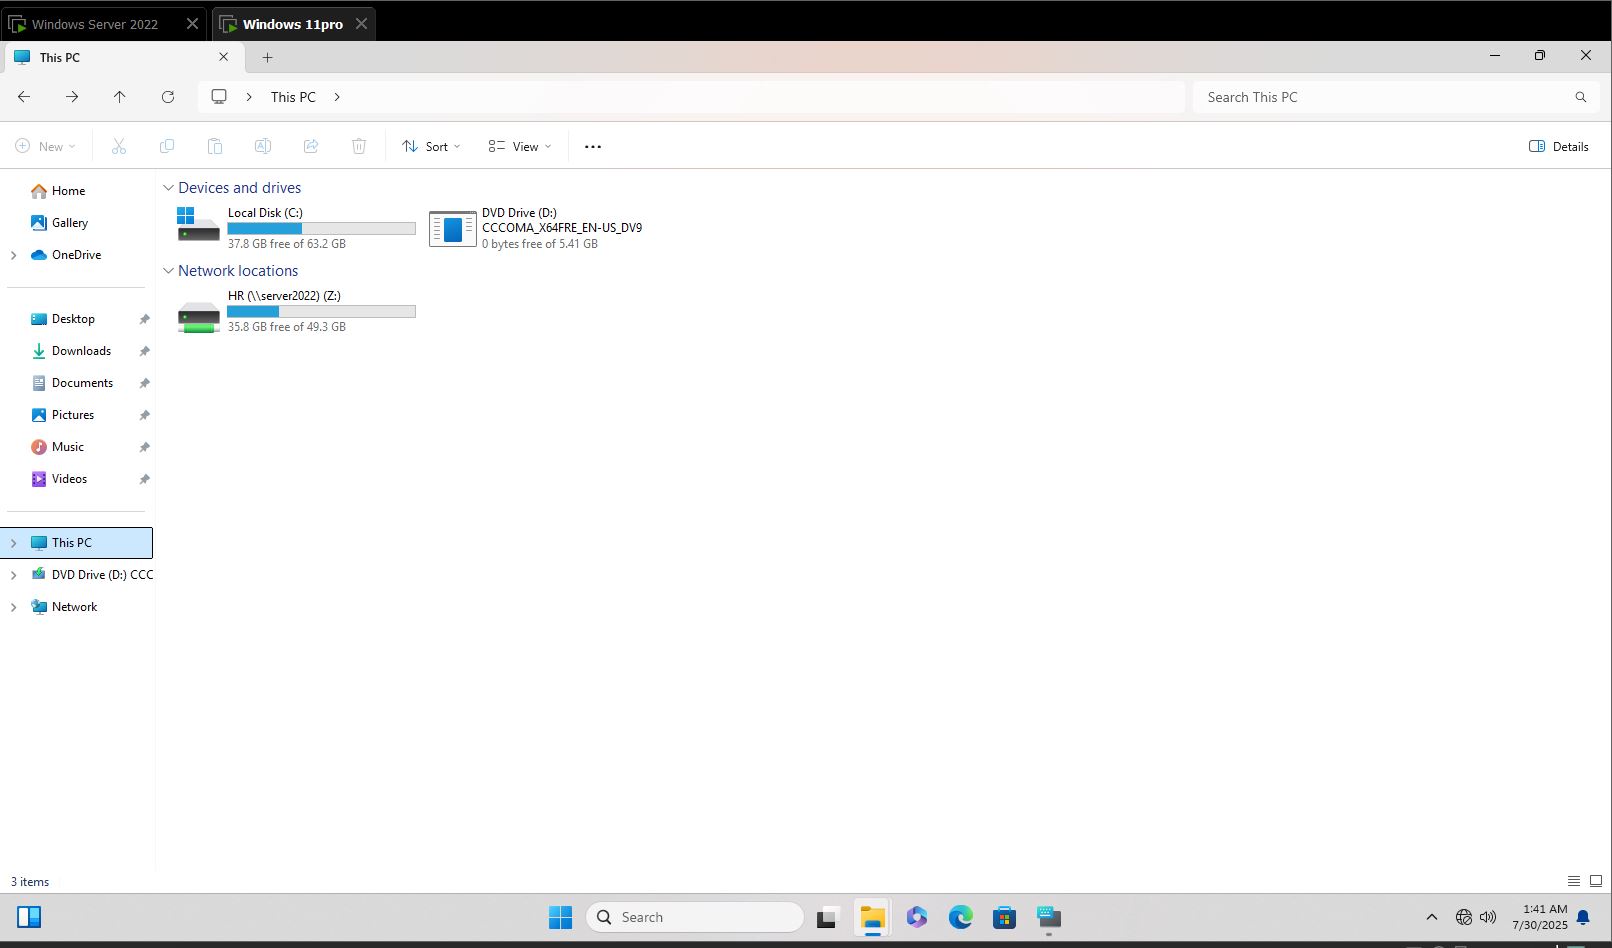 Windows Server 2022
Windows 11pro
This PC
This PC
Search This PC
New
Sort
View
Details
Home
Gallery
OneDrive
Desktop
Downloads
Documents
Pictures
Music
Videos
This PC
DVD Drive (D:) CCC
Network
Devices and drives
Local Disk (C:)
37.8 GB free of 63.2 GB
DVD Drive (D:)
CCCOMA_X64FRE_EN-US_DV9
0 bytes free of 5.41 GB
Network locations
HR (\\server2022) (Z:)
35.8 GB free of 49.3 GB
3 items
Search
1:41 AM
7/30/2025